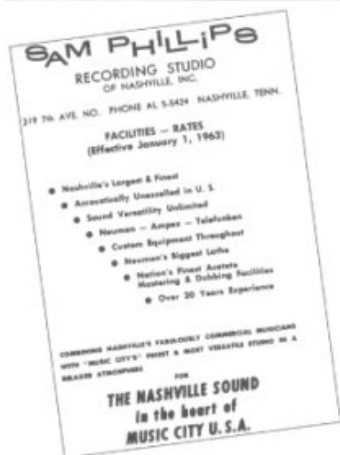 SAM PHILLIPS
RECORDING STUDIO
OF NASHVILLE, INC.
319 7th AVE. NO. PHONE AL 5-5424 NASHVILLE, TENN.
FACILITIES — RATES
(Effective January 1, 1963)
● Nashville's Largest & Finest
● Acoustically Unexcelled in U. S.
● Sound Versatility Unlimited
● Neuman — Ampex — Telefunken
● Custom Equipment Throughout
● Neuman's Biggest Lathe
● Nation's Finest Acetate
Mastering & Dubbing Facilities
● Over 20 Years Experience
COMBINING NASHVILLE'S FABULOUSLY COMMERCIAL MUSICIANS
WITH "MUSIC CITY'S" FINEST & MOST VERSATILE STUDIO IN A
RELAXED ATMOSPHERE
FOR
THE NASHVILLE SOUND
in the heart of
MUSIC CITY U.S.A.